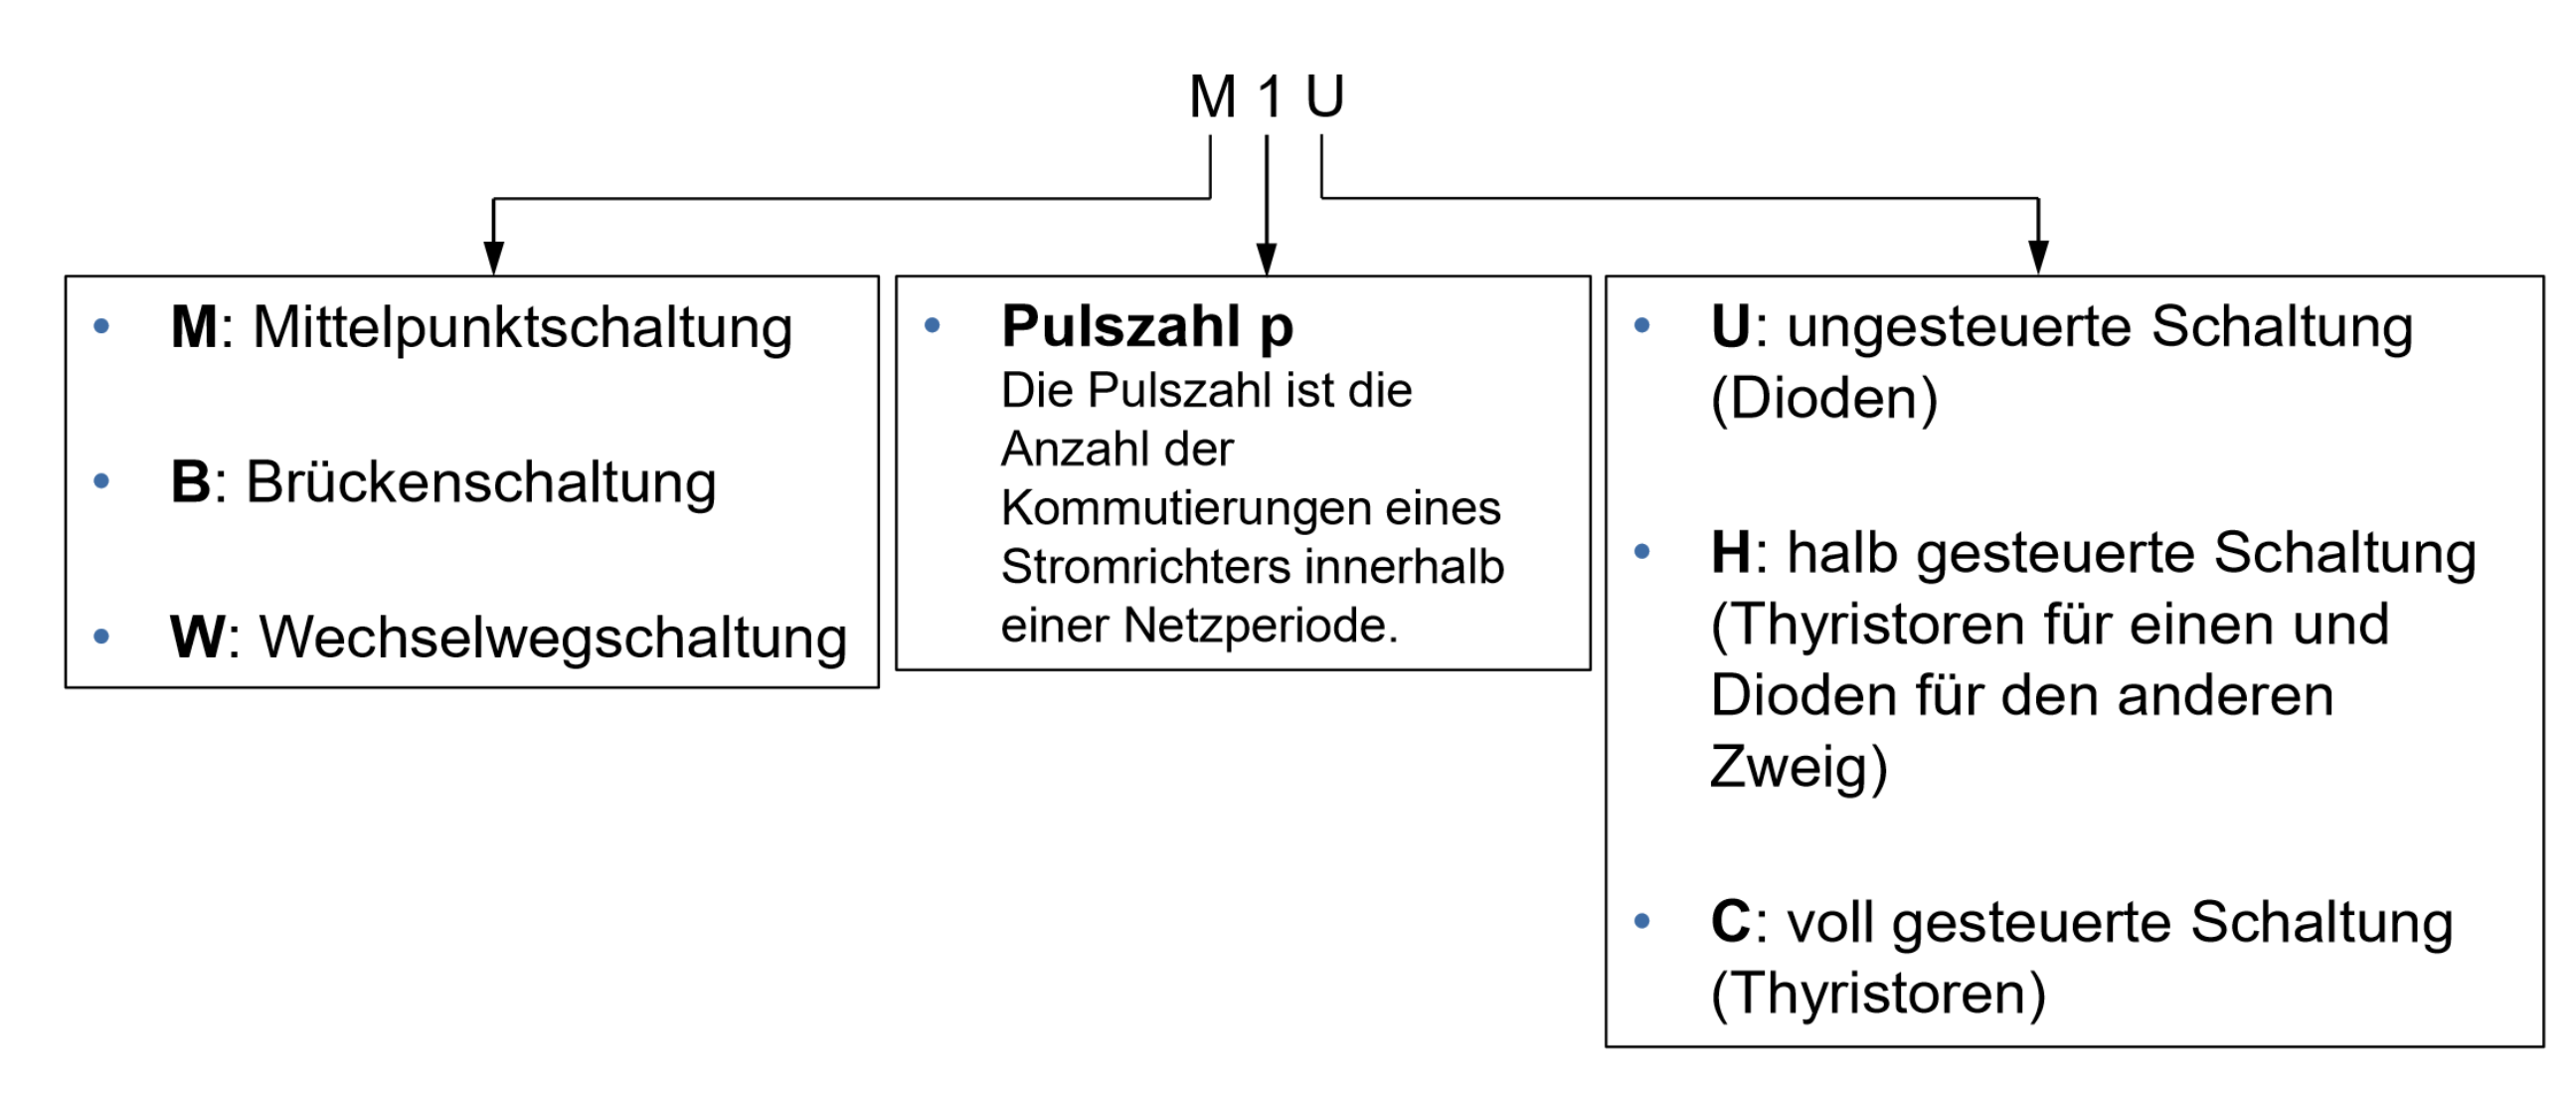 M 1 U
• M: Mittelpunktschaltung
• B: Brückenschaltung
• W: Wechselwegschaltung
• Pulszahl p
Die Pulszahl ist die
Anzahl der
Kommutierungen eines
Stromrichters innerhalb
einer Netzperiode.
• U: ungesteuerte Schaltung
(Dioden)
• H: halb gesteuerte Schaltung
(Thyristoren für einen und
Dioden für den anderen
Zweig)
• C: voll gesteuerte Schaltung
(Thyristoren)